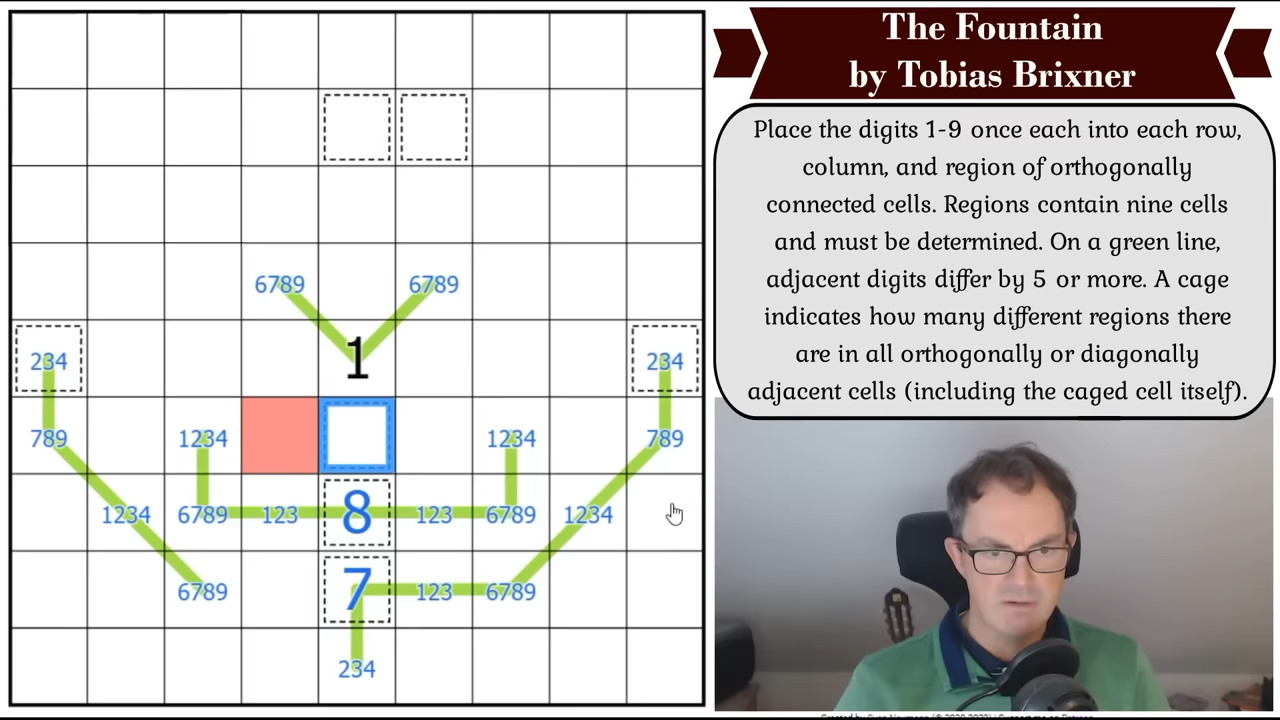 The Fountain
by Tobias Brixner
Place the digits 1-9 once each into each row,
column, and region of orthogonally
connected cells. Regions contain nine cells
and must be determined. On a green line,
adjacent digits differ by 5 or more. A cage
indicates how many different regions there
are in all orthogonally or diagonally
adjacent cells (including the caged cell itself).
6789 6789
234 1 234
789 1234 1234 789
1234 6789 123 8 123 6789 1234
6789 7 123 6789
234